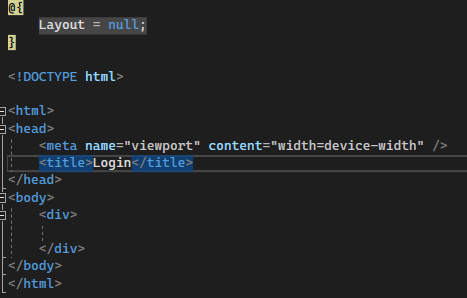 @{
Layout = null;
}
<!DOCTYPE html>
<html>
<head>
<meta name="viewport" content="width=device-width" />
<title>Login</title>
</head>
<body>
<div>
</div>
</body>
</html>